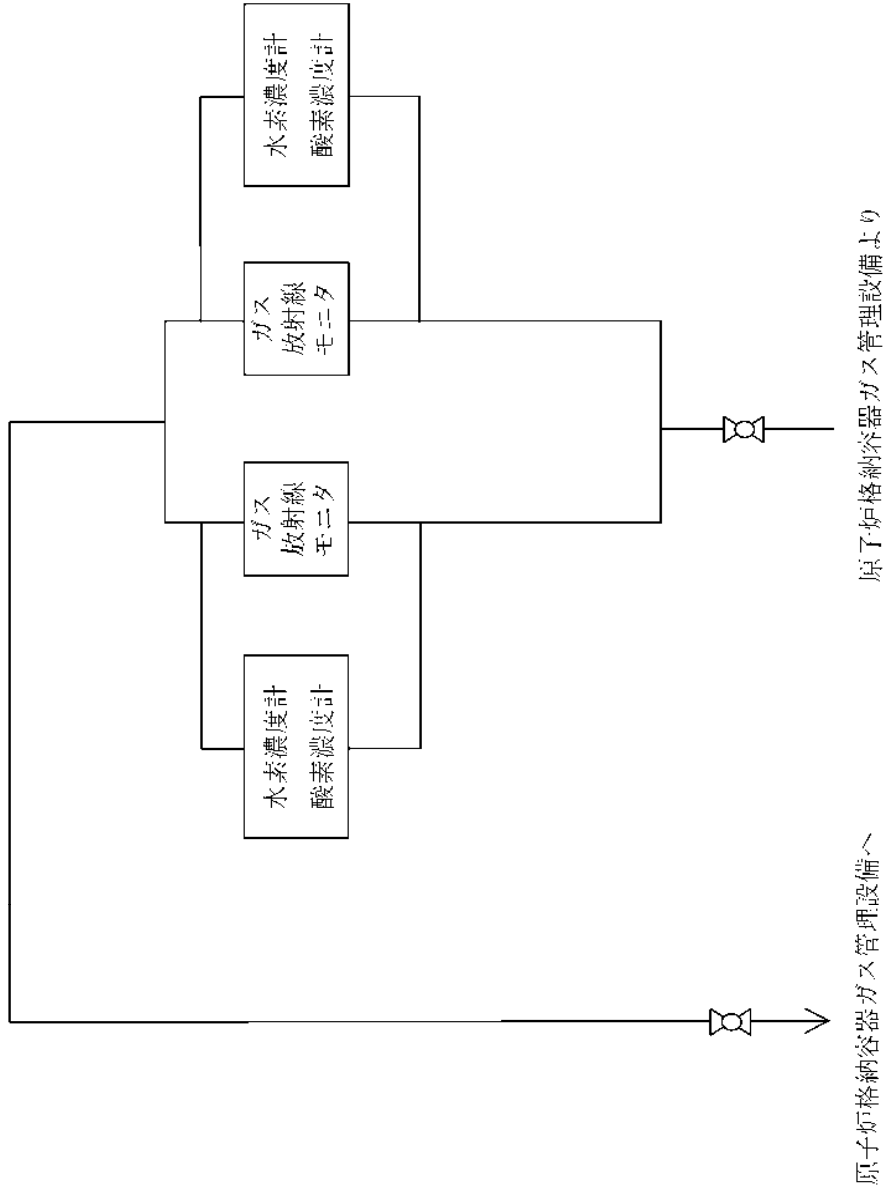 水素濃度計
酸素濃度計
ガス
放射線
モニタ
ガス
放射線
モニタ
水素濃度計
酸素濃度計
原子炉格納容器ガス管理設備より
原子炉格納容器ガス管理設備へ